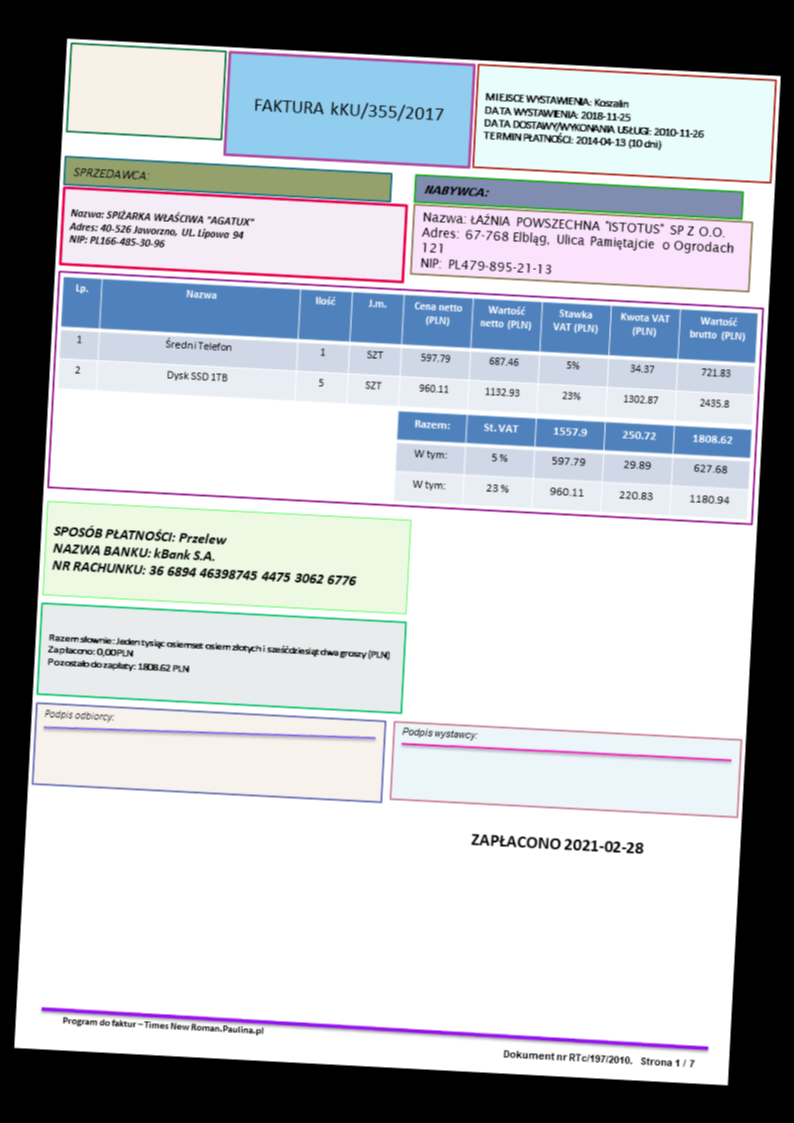 FAKTURA kKU/355/2017
MIEJSCE WYSTAWIENIA: Koszalin
DATA WYSTAWIENIA: 2018-11-25
DATA DOSTAWY/WYKONANIA USŁUGI: 2010-11-26
TERMIN PŁATNOŚCI: 2014-04-13 (10 dni)
SPRZEDAWCA:
Nazwa: SPIŻARKA WŁAŚCIWA "AGATUX"
Adres: 40-526 Jaworzno, UL. Lipowa 94
NIP: PL166-485-30-96
NABYWCA:
Nazwa: ŁAŹNIA POWSZECHNA "ISTOTUS" SP Z O.O.
Adres: 67-768 Elbląg, Ulica Pamiętajcie o Ogrodach
121
NIP: PL479-895-21-13
Lp. Nazwa Ilość J.m. Cena netto (PLN) Wartość netto (PLN) Stawka VAT (PLN) Kwota VAT (PLN) Wartość brutto (PLN)
1 Średni Telefon 1 SZT 597.79 687.46 5% 34.37 721.83
2 Dysk SSD 1TB 5 SZT 960.11 1132.93 23% 1302.87 2435.8
Razem: St. VAT 1557.9 250.72 1808.62
W tym: 5 % 597.79 29.89 627.68
W tym: 23 % 960.11 220.83 1180.94
SPOSÓB PŁATNOŚCI: Przelew
NAZWA BANKU: kBank S.A.
NR RACHUNKU: 36 6894 46398745 4475 3062 6776
Razem słownie: Jeden tysiąc osiemset osiem złotych i sześćdziesiąt dwa groszy (PLN)
Zapłacono: 0,00 PLN
Pozostało do zapłaty: 1808.62 PLN
Podpis odbiorcy:
Podpis wystawcy:
ZAPŁACONO 2021-02-28
Program do faktur – Times New Roman.Paulina.pl
Dokument nr RTc/197/2010. Strona 1 / 7